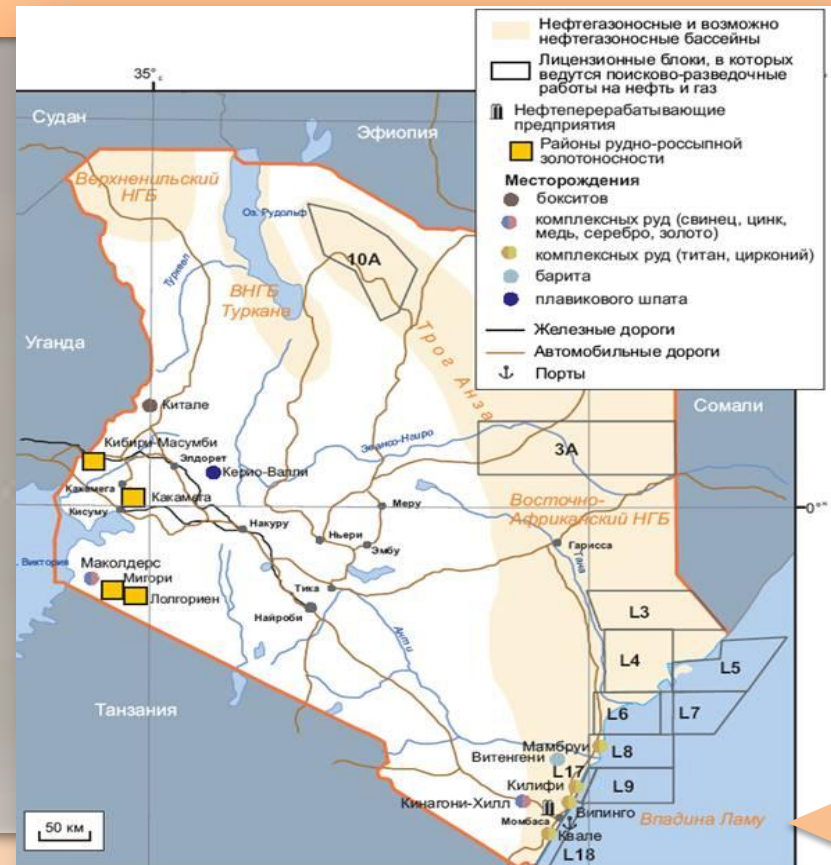 Нефтегазоносные и возможно
нефтегазоносные бассейны
Лицензионные блоки, в которых
ведутся поисково-разведочные
работы на нефть и газ
Нефтеперерабатывающие
предприятия
Районы рудно-россыпной
золотоносности
Месторождения
бокситов
комплексных руд (свинец, цинк,
медь, серебро, золото)
комплексных руд (титан, цирконий)
барита
плавикового шпата
Железные дороги
Автомобильные дороги
Порты
35°
Судан
Эфиопия
Верхненильский
НГБ
Оз. Рудольф
10А
Турквел
ВНГБ
Туркана
Трог Анза
Уганда
Сомали
Китале
Кибири-Масумби
Элдорет
Керио-Валли
3А
Какамега
Какамега
Кисуму
Меру
Восточно-
Африканский НГБ
0°
Накуру
Ньери
Эмбу
Гарисса
Тана
Виктория
Маколдерс
Мигори
Лолгориен
Тика
Найроби
L3
L4
L5
L6
L7
Танзания
Мамбруи
L8
Витенгени
L17
L9
Килифи
Кинагони-Хилл
Випинго
Момбаса
Впадина Ламу
Квале
L18
50 км